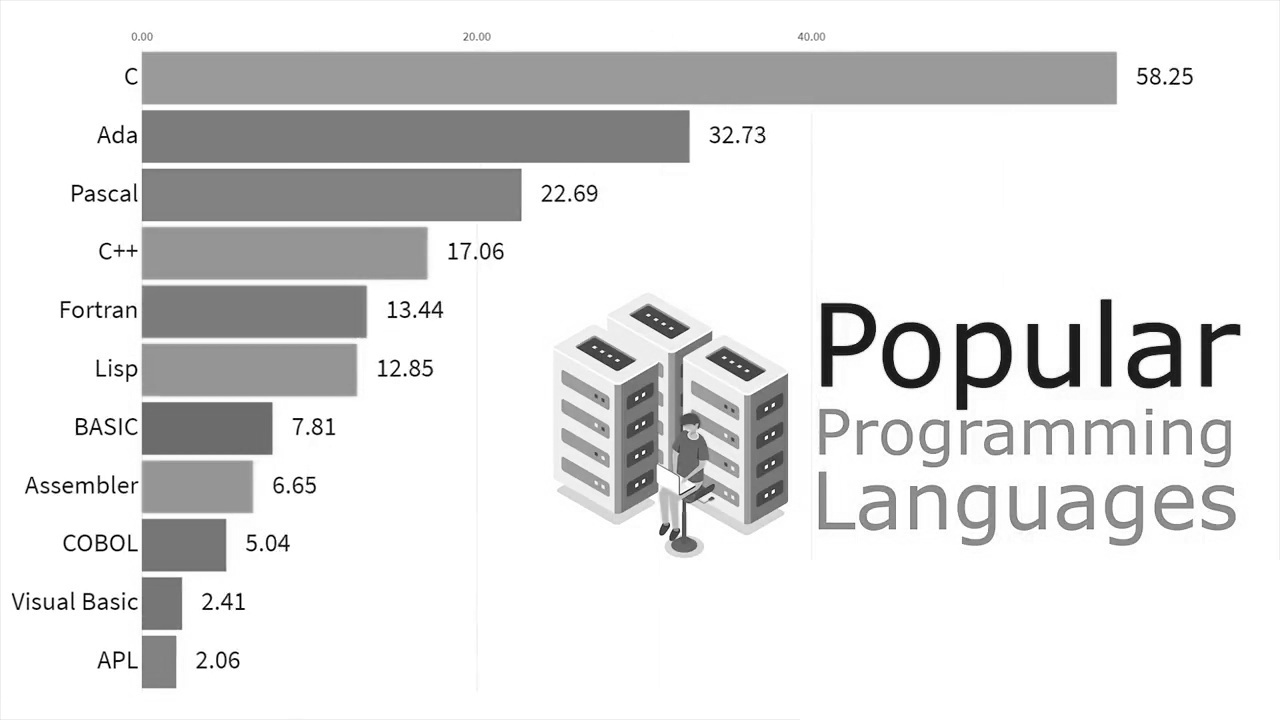 0.00 20.00 40.00
C 58.25
Ada 32.73
Pascal 22.69
C++ 17.06
Fortran 13.44
Lisp 12.85
BASIC 7.81
Assembler 6.65
COBOL 5.04
Visual Basic 2.41
APL 2.06
Popular
Programming
Languages